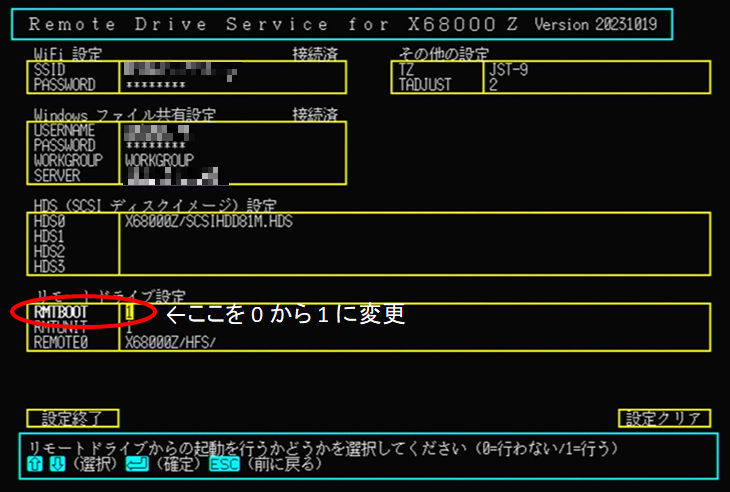 Remote Drive Service for X68000 Z Version 20231019
WiFi 設定 接続済
SSID
PASSWORD ********
その他の設定
TZ JST-9
TADJUST 2
Windows ファイル共有設定 接続済
USERNAME
PASSWORD ********
WORKGROUP WORKGROUP
SERVER
HDS (SCSI ディスクイメージ) 設定
HDS0 X68000Z/SCSIHDD81M.HDS
HDS1
HDS2
HDS3
リモートドライブ設定
RMTBOOT 1 ←ここを0から1に変更
RMTUNIT 1
REMOTE0 X68000Z/HFS/
設定終了 設定クリア
リモートドライブからの起動を行うかどうかを選択してください (0=行わない/1=行う)
⇧ ⇩ (選択) ↵ (確定) ESC (前に戻る)